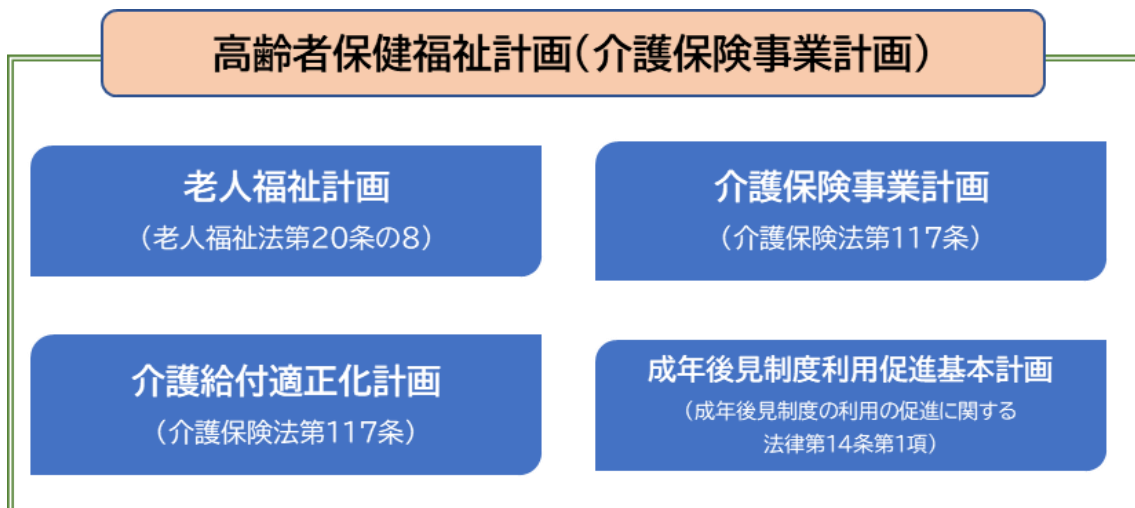 高齢者保健福祉計画(介護保険事業計画)
老人福祉計画
(老人福祉法第20条の8)
介護保険事業計画
(介護保険法第117条)
介護給付適正化計画
(介護保険法第117条)
成年後見制度利用促進基本計画
(成年後見制度の利用の促進に関する
法律第14条第1項)